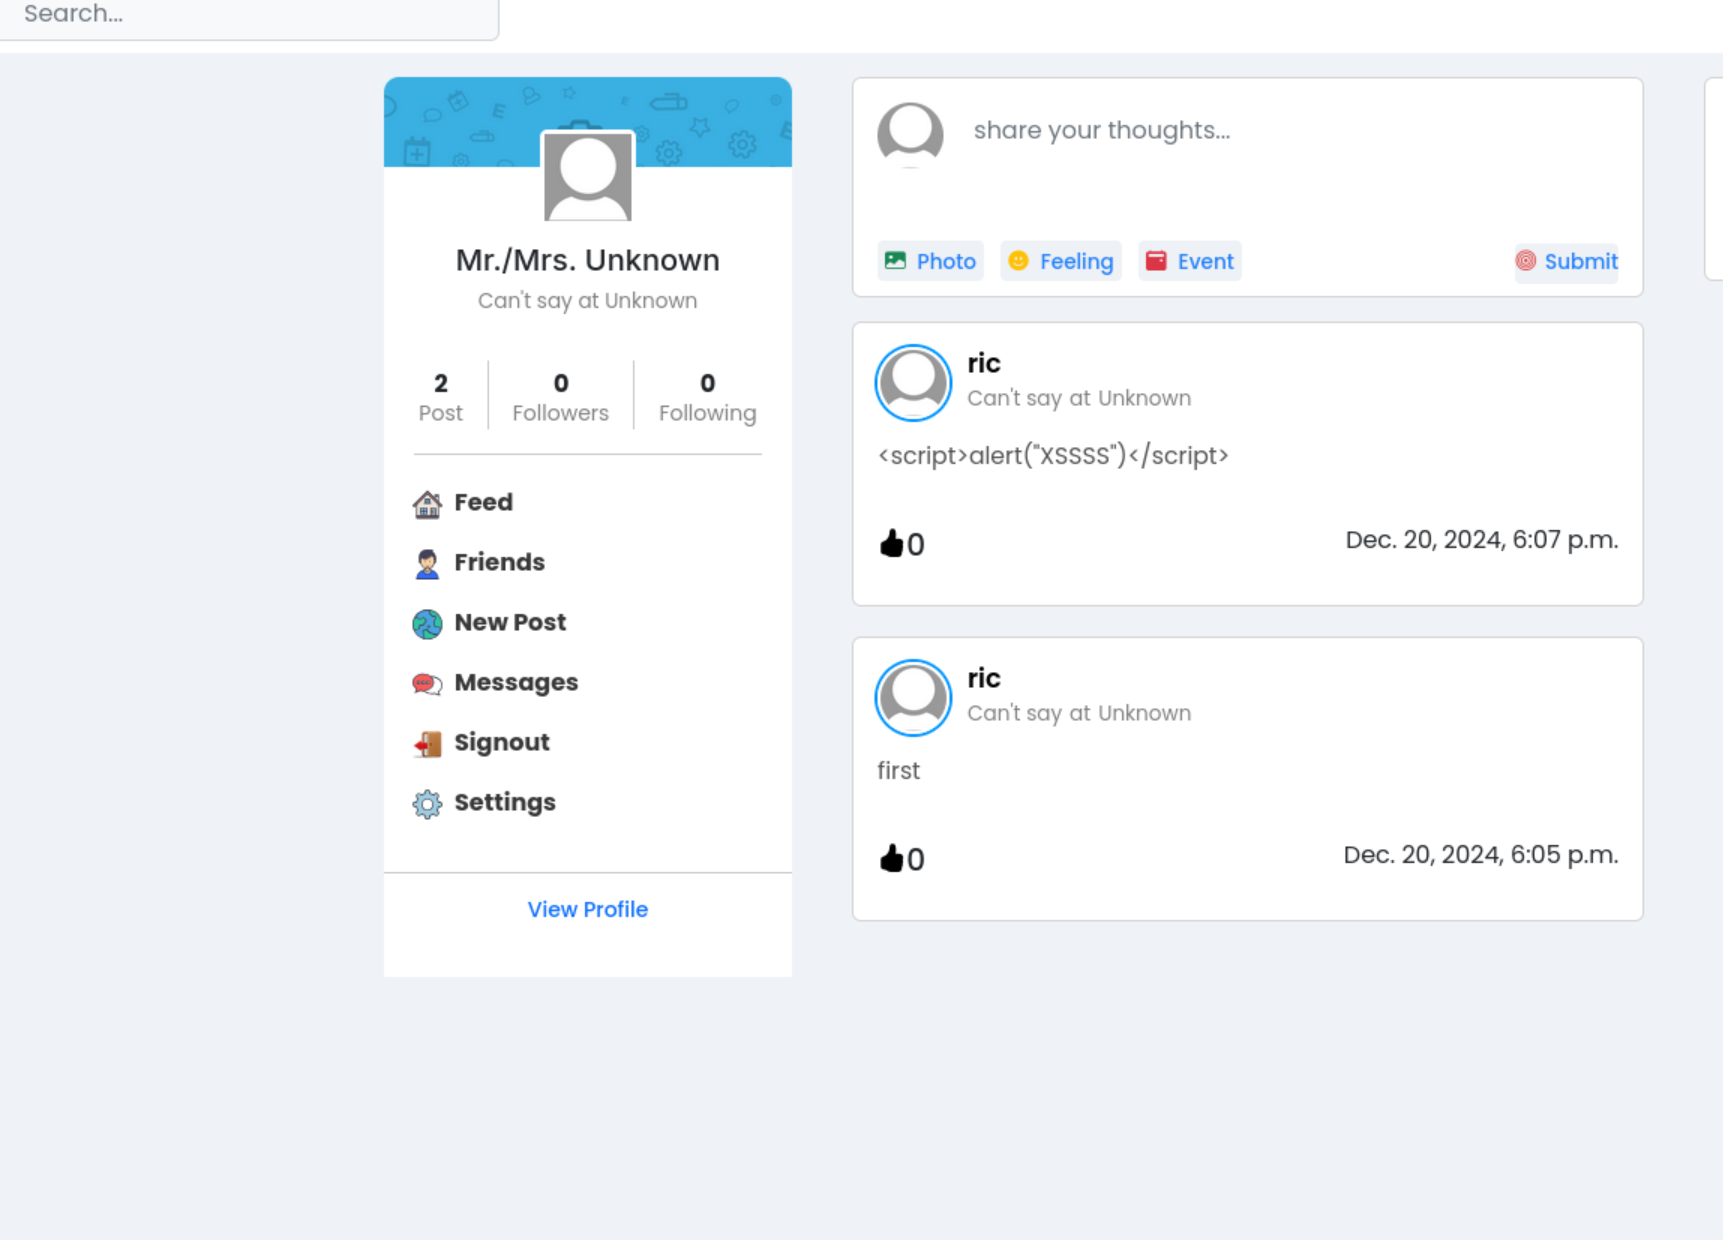 Search...
Mr./Mrs. Unknown
Can't say at Unknown
2
Post
0
Followers
0
Following
Feed
Friends
New Post
Messages
Signout
Settings
View Profile
share your thoughts...
Photo
Feeling
Event
Submit
ric
Can't say at Unknown
<script>alert("XSSSS")</script>
0
Dec. 20, 2024, 6:07 p.m.
ric
Can't say at Unknown
first
0
Dec. 20, 2024, 6:05 p.m.